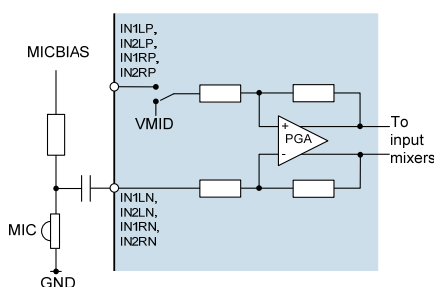 IN1LP,
IN2LP,
IN1RP,
IN2RP
MICBIAS
VMID
+
PGA
-
To
input
mixers
IN1LN,
IN2LN,
IN1RN,
IN2RN
MIC
GND